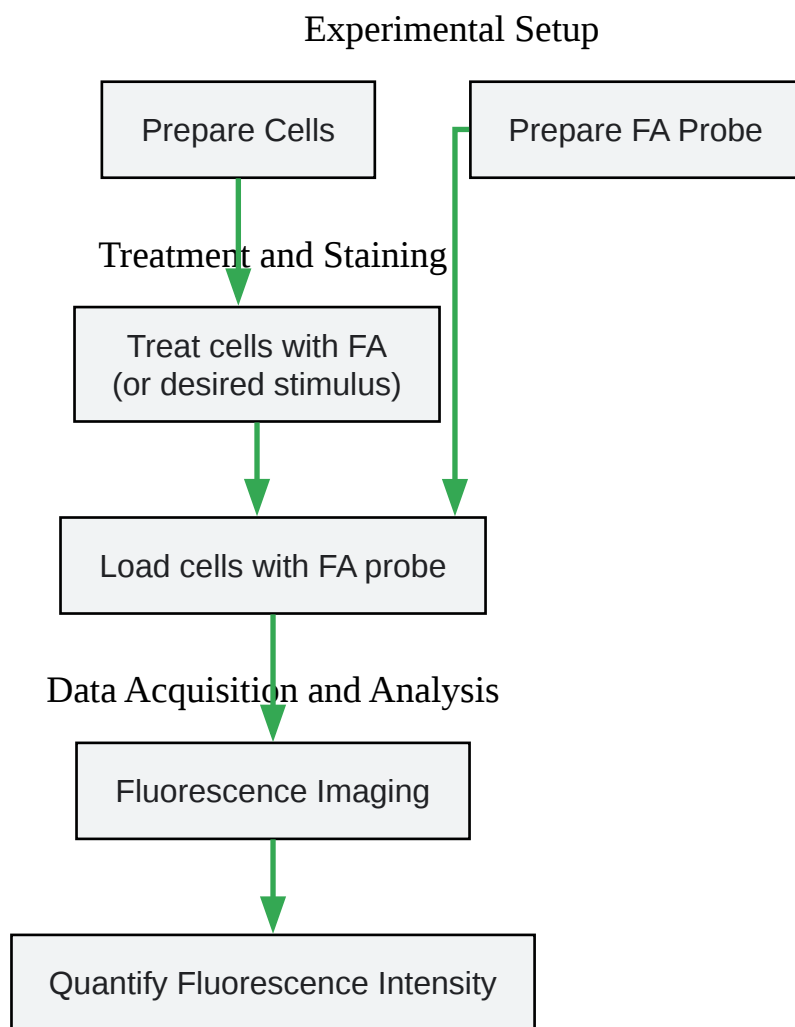 Experimental Setup
Prepare Cells
Prepare FA Probe
Treatment and Staining
Treat cells with FA
(or desired stimulus)
Load cells with FA probe
Data Acquisition and Analysis
Fluorescence Imaging
Quantify Fluorescence Intensity